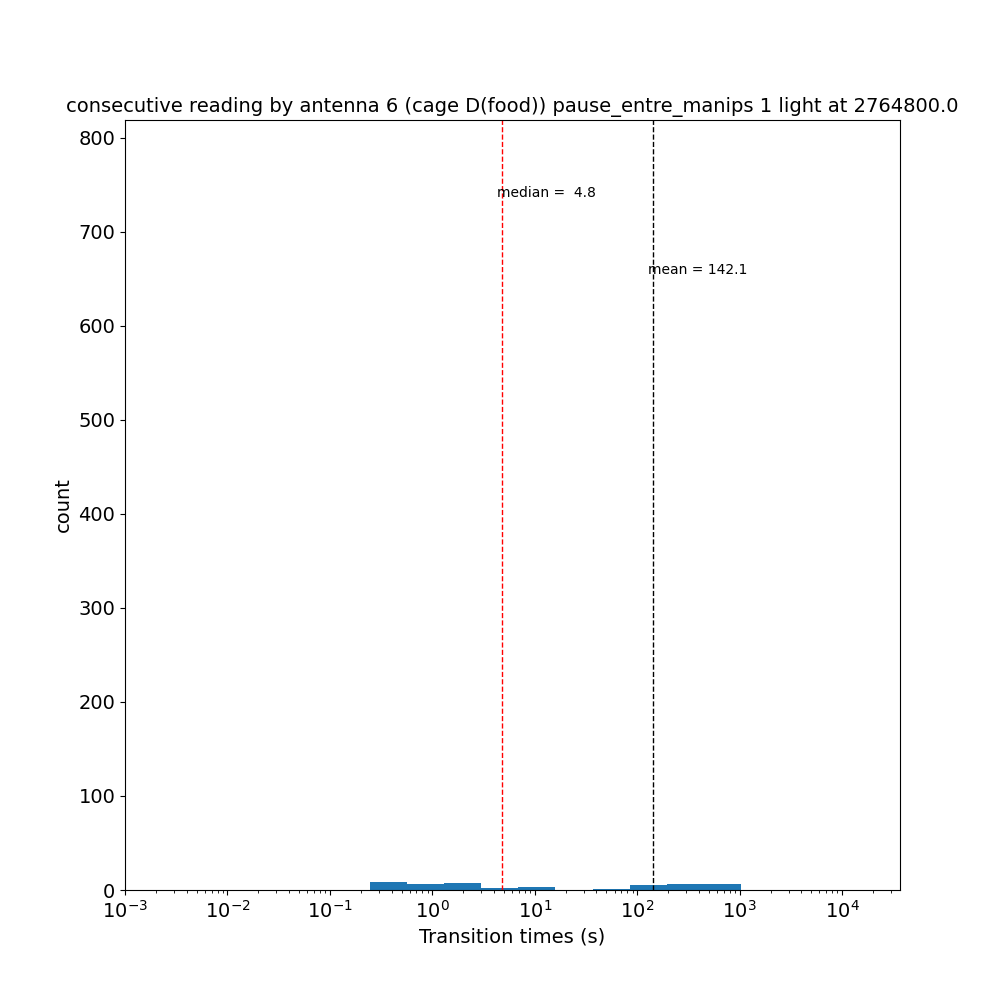 consecutive reading by antenna 6 (cage D(food)) pause_entre_manips 1 light at 2764800.0
800
median =  4.8
700
mean = 142.1
600
500
count
400
300
200
100
0
10⁻³ 10⁻² 10⁻¹ 10⁰ 10¹ 10² 10³ 10⁴
Transition times (s)